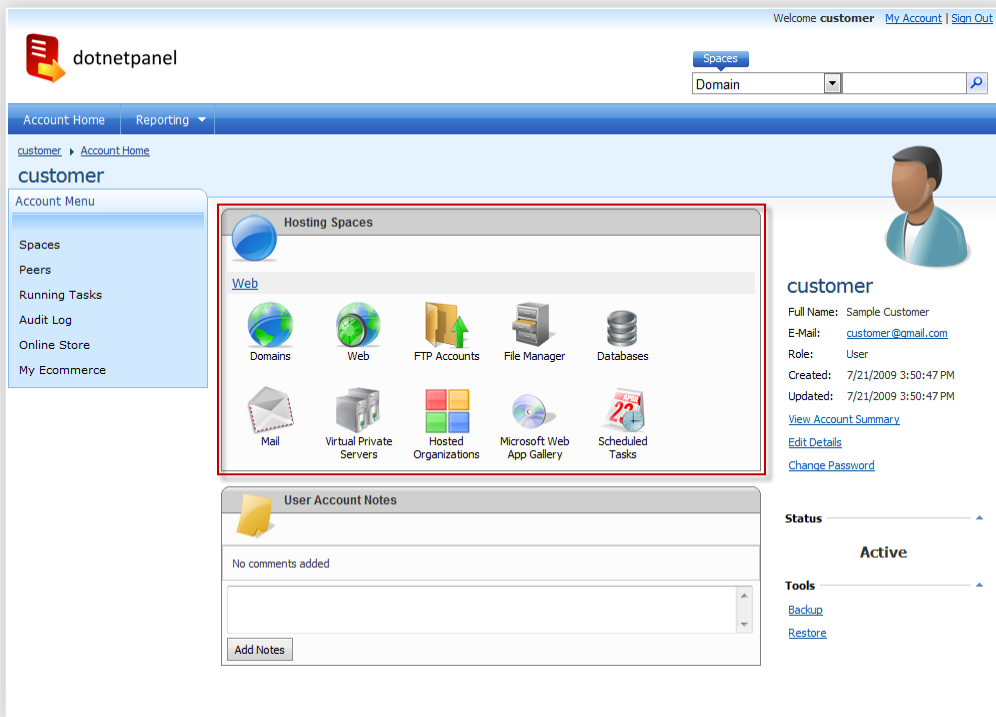 Welcome customer My Account | Sign Out
dotnetpanel
Spaces
Domain
Account Home Reporting
customer Account Home
customer
Account Menu
Spaces
Peers
Running Tasks
Audit Log
Online Store
My Ecommerce
Hosting Spaces
Web
Domains Web FTP Accounts File Manager Databases
APRIL
23
Mail Virtual Private Hosted Microsoft Web Scheduled
Servers Organizations App Gallery Tasks
User Account Notes
No comments added
Add Notes
customer
Full Name: Sample Customer
E-Mail: customer@gmail.com
Role: User
Created: 7/21/2009 3:50:47 PM
Updated: 7/21/2009 3:50:47 PM
View Account Summary
Edit Details
Change Password
Status
Active
Tools
Backup
Restore